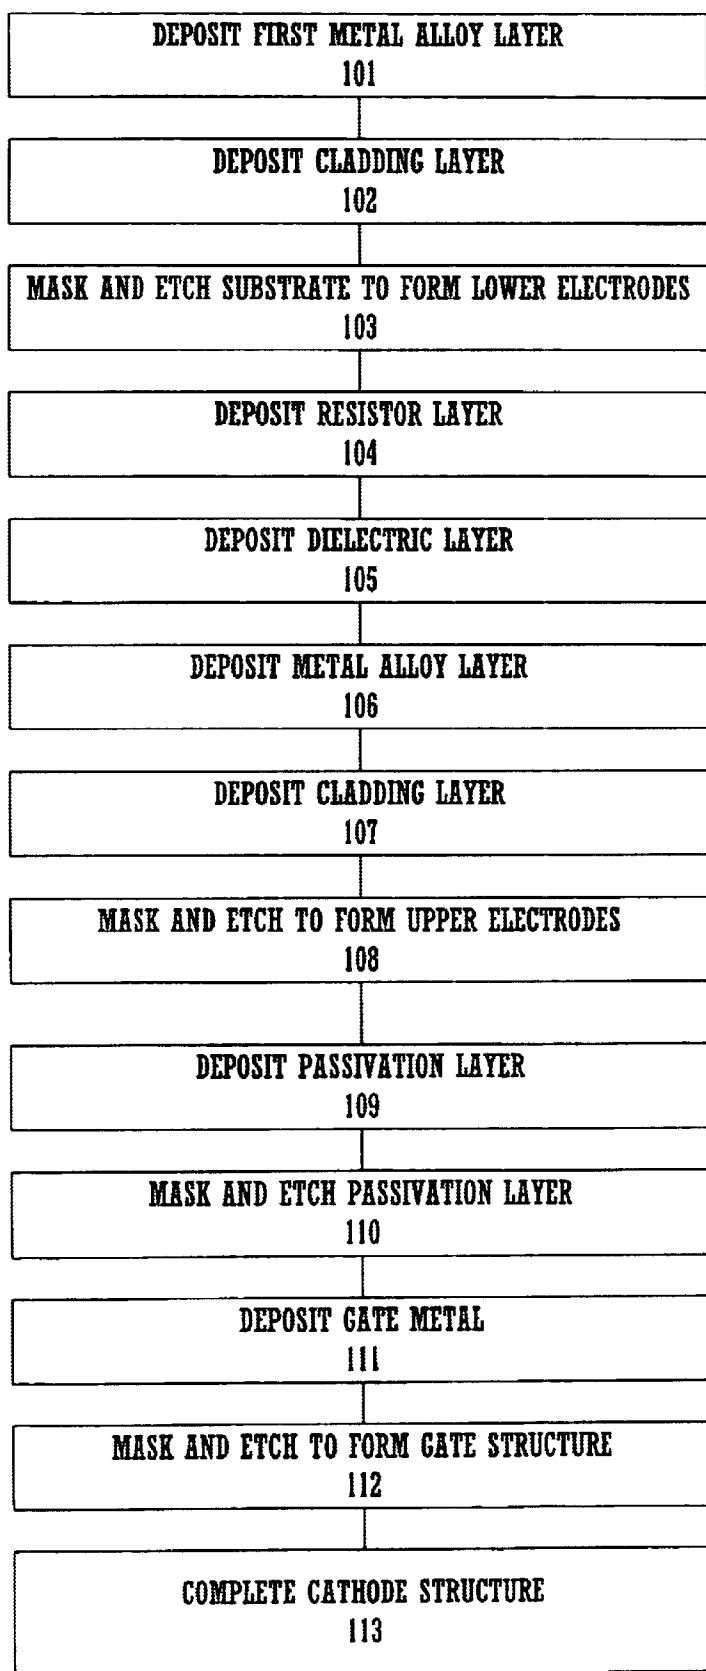 DEPOSIT FIRST METAL ALLOY LAYER
101
DEPOSIT CLADDING LAYER
102
MASK AND ETCH SUBSTRATE TO FORM LOWER ELECTRODES
103
DEPOSIT RESISTOR LAYER
104
DEPOSIT DIELECTRIC LAYER
105
DEPOSIT METAL ALLOY LAYER
106
DEPOSIT CLADDING LAYER
107
MASK AND ETCH TO FORM UPPER ELECTRODES
108
DEPOSIT PASSIVATION LAYER
109
MASK AND ETCH PASSIVATION LAYER
110
DEPOSIT GATE METAL
111
MASK AND ETCH TO FORM GATE STRUCTURE
112
COMPLETE CATHODE STRUCTURE
113